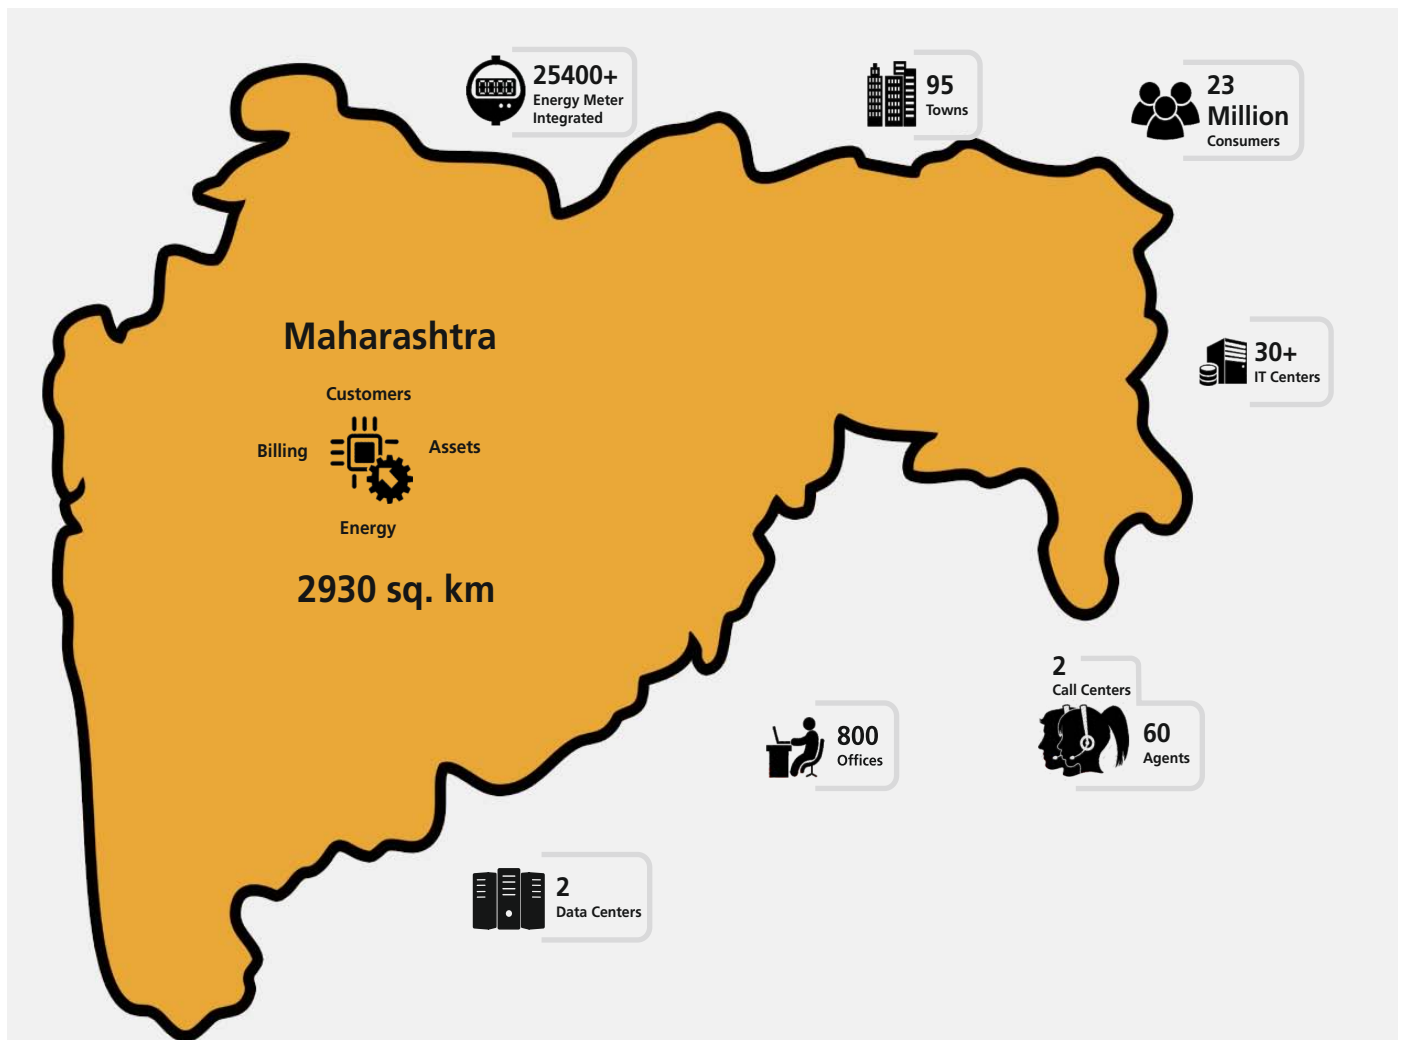 25400+
Energy Meter
Integrated
95
Towns
23
Million
Consumers
Maharashtra
Customers
Billing
Assets
Energy
2930 sq. km
30+
IT Centers
2
Call Centers
60
Agents
800
Offices
2
Data Centers